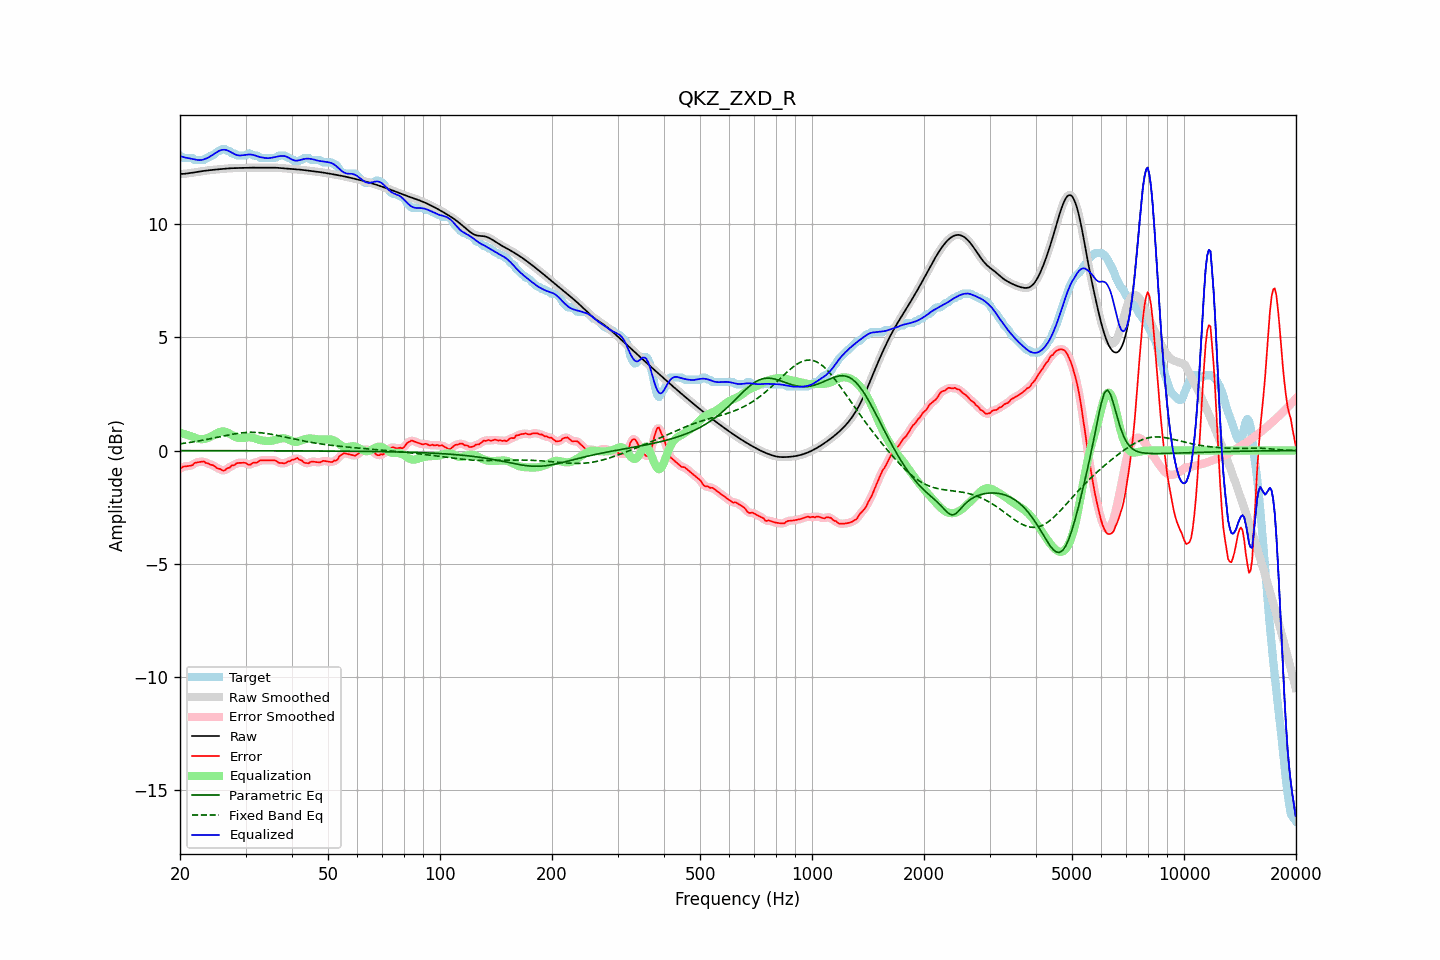 QKZ_ZXD_R
Amplitude (dBr)
10
5
0
−5
−10
−15
Target
Raw Smoothed
Error Smoothed
Raw
Error
Equalization
Parametric Eq
Fixed Band Eq
Equalized
20 50 100 200 500 1000 2000 5000 10000 20000
Frequency (Hz)